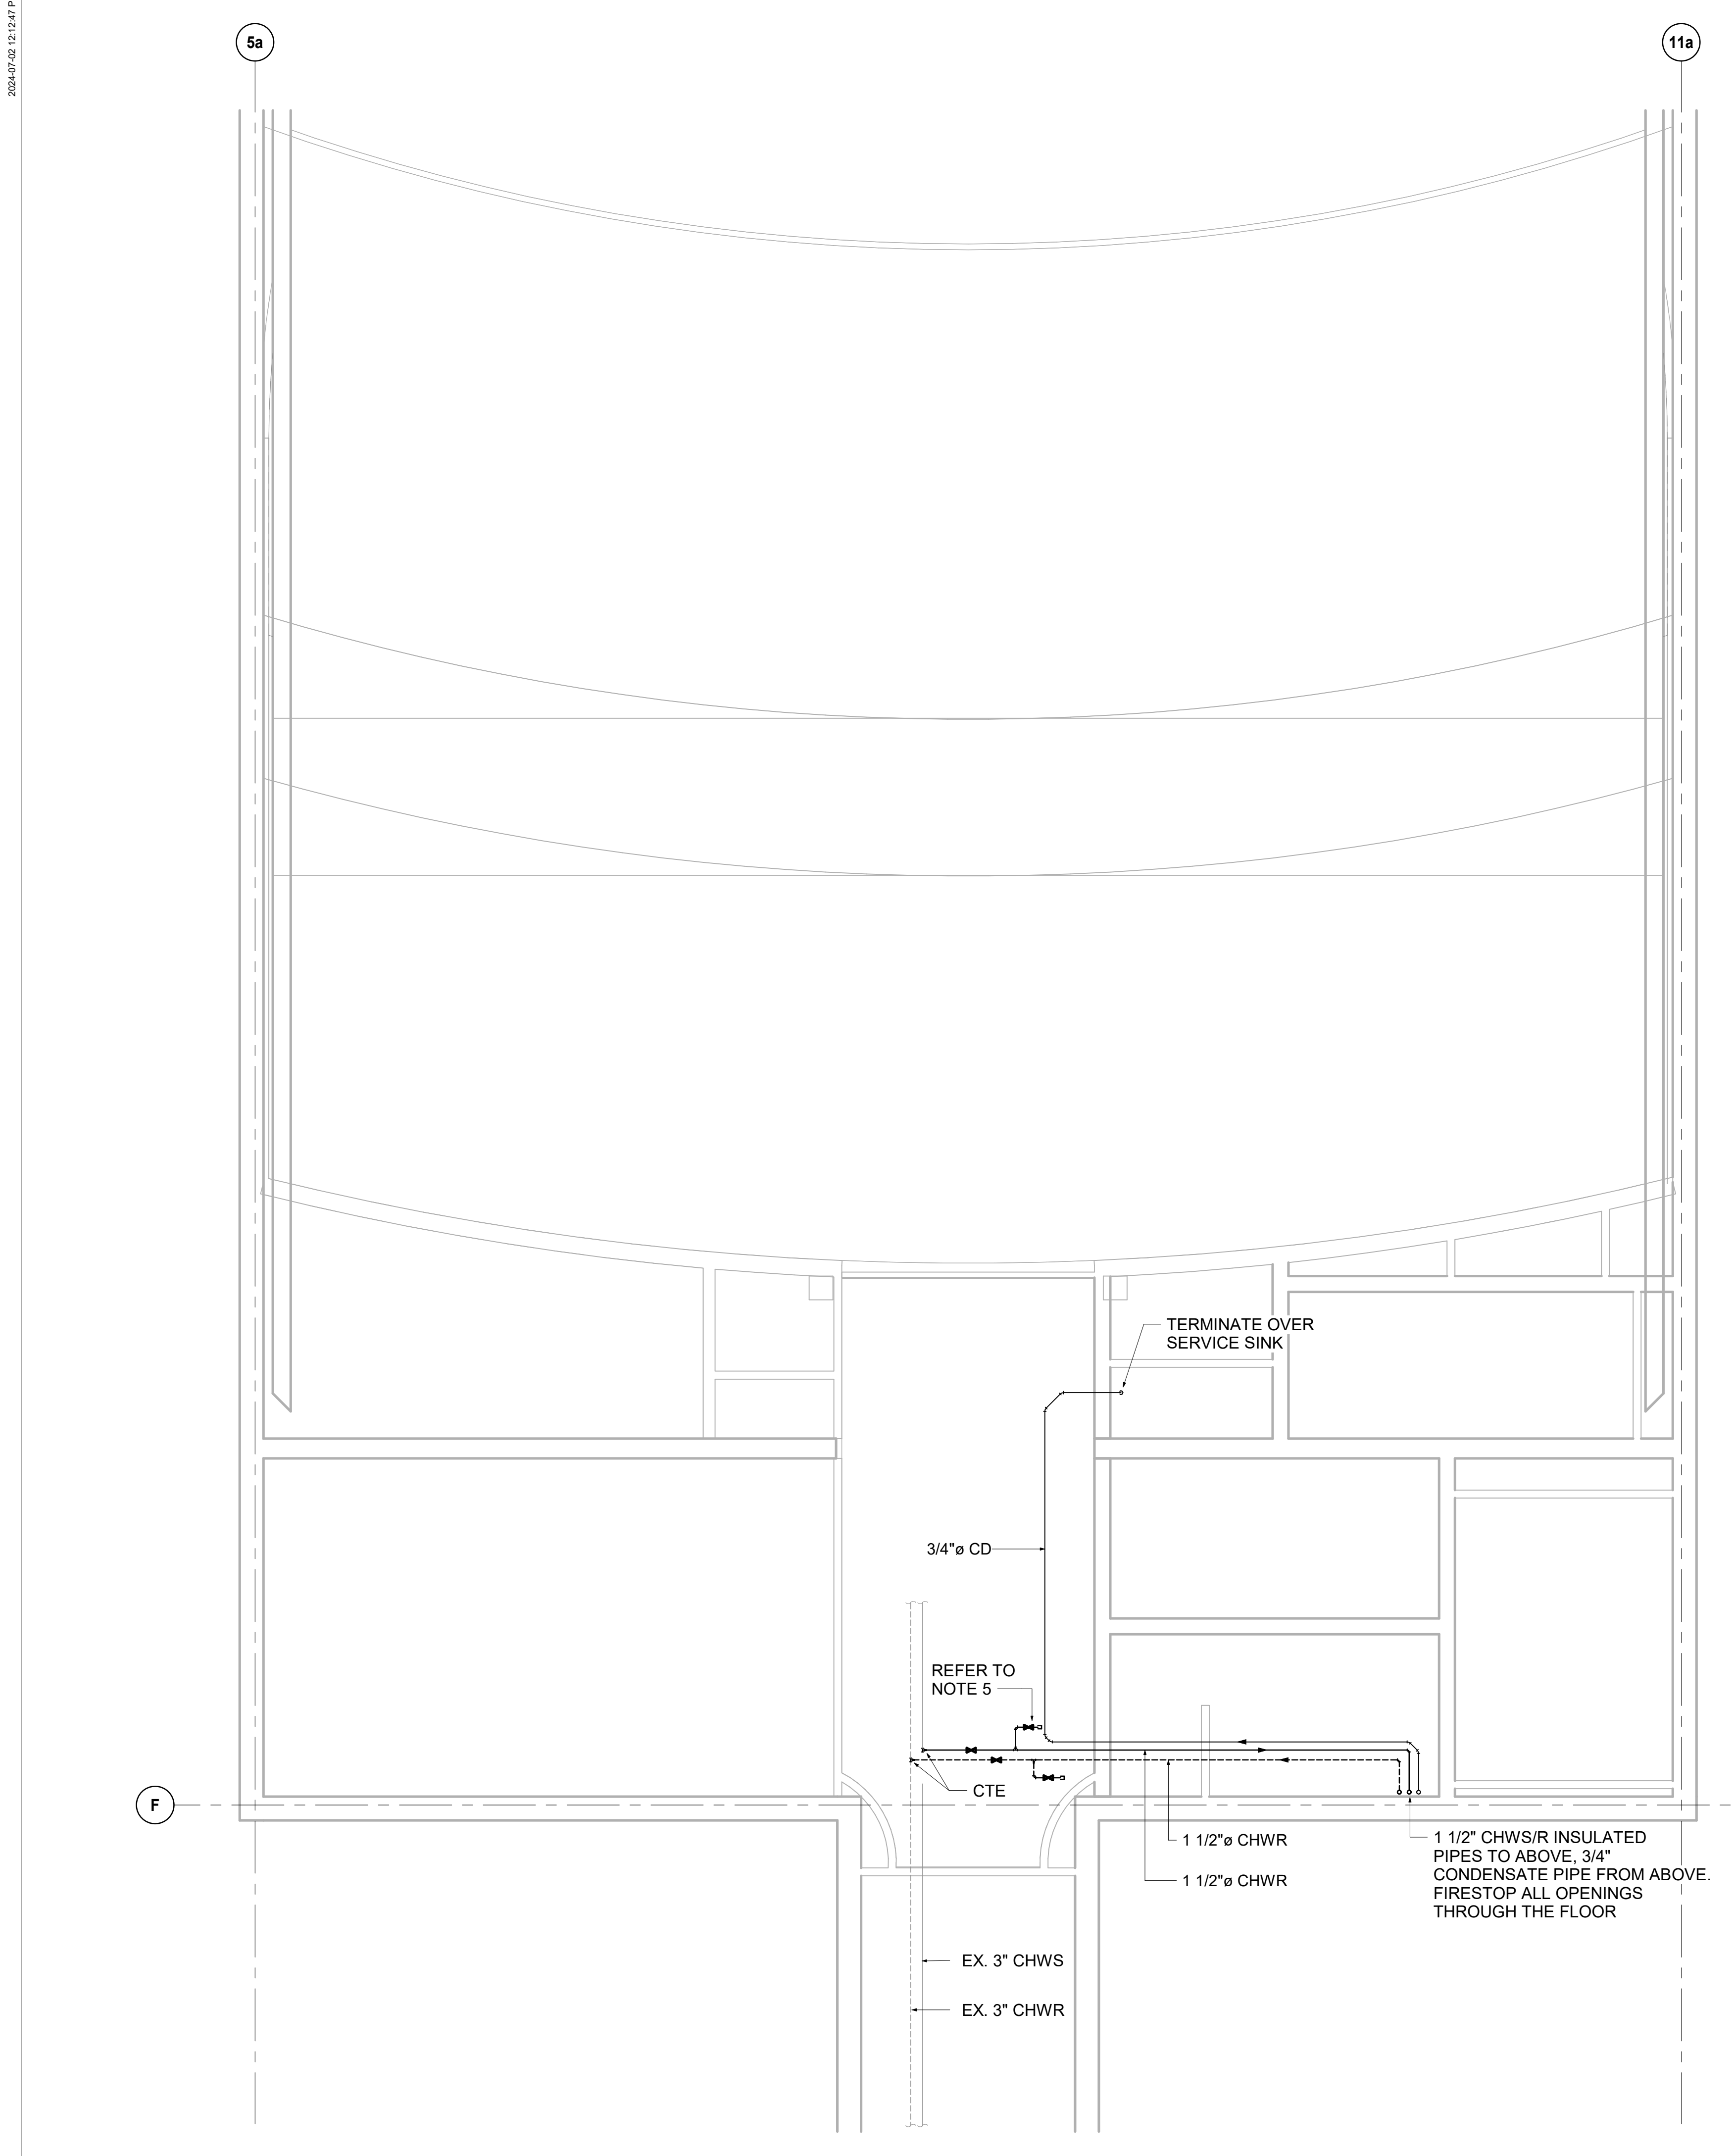 2024-07-02 12:12:47 P
5a
11a
TERMINATE OVER
SERVICE SINK
3/4"ø CD
REFER TO
NOTE 5
CTE
F
1 1/2"ø CHWR
1 1/2"ø CHWR
1 1/2" CHWS/R INSULATED
PIPES TO ABOVE, 3/4"
CONDENSATE PIPE FROM ABOVE.
FIRESTOP ALL OPENINGS
THROUGH THE FLOOR
EX. 3" CHWS
EX. 3" CHWR